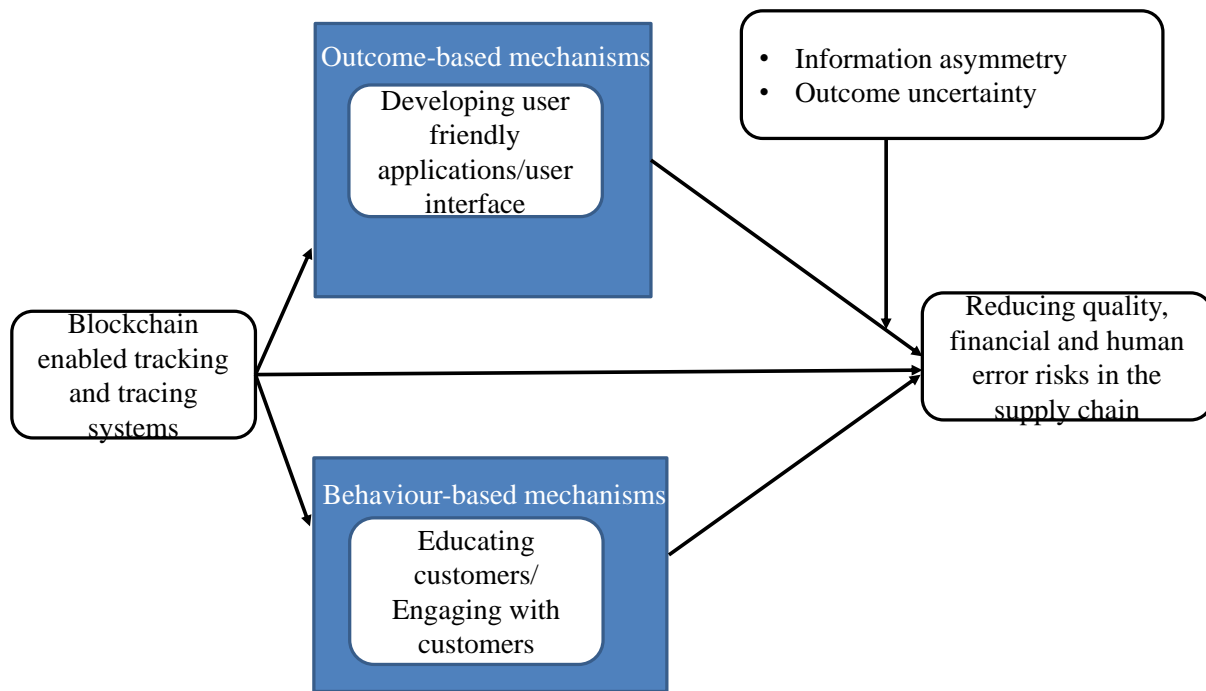 Outcome-based mechanisms
Developing user
friendly
applications/user
interface
• Information asymmetry
• Outcome uncertainty
Blockchain
enabled tracking
and tracing
systems
Reducing quality,
financial and human
error risks in the
supply chain
Behaviour-based mechanisms
Educating
customers/
Engaging with
customers